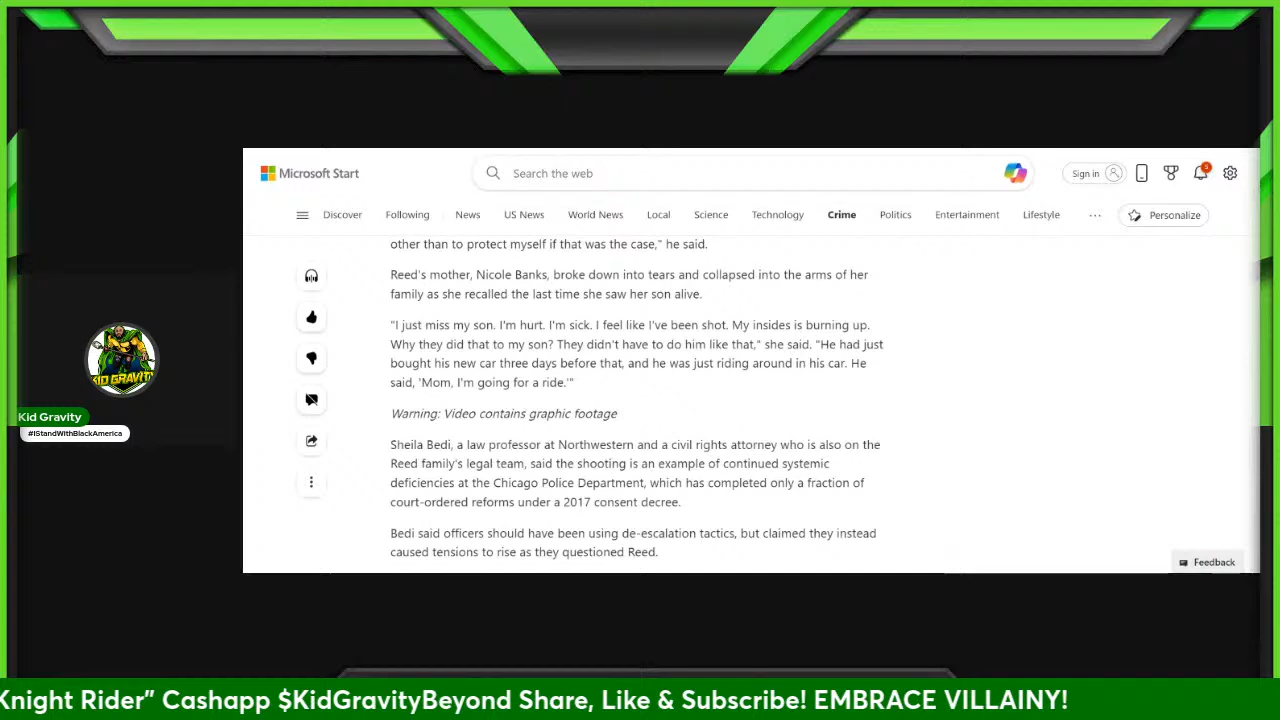 Microsoft Start
Search the web
Sign in
5
Discover Following News US News World News Local Science Technology Crime Politics Entertainment Lifestyle ··· Personalize
other than to protect myself if that was the case," he said.
Reed's mother, Nicole Banks, broke down into tears and collapsed into the arms of her
family as she recalled the last time she saw her son alive.
"I just miss my son. I'm hurt. I'm sick. I feel like I've been shot. My insides is burning up.
Why they did that to my son? They didn't have to do him like that," she said. "He had just
bought his new car three days before that, and he was just riding around in his car. He
said, 'Mom, I'm going for a ride.'"
Warning: Video contains graphic footage
Sheila Bedi, a law professor at Northwestern and a civil rights attorney who is also on the
Reed family's legal team, said the shooting is an example of continued systemic
deficiencies at the Chicago Police Department, which has completed only a fraction of
court-ordered reforms under a 2017 consent decree.
Bedi said officers should have been using de-escalation tactics, but claimed they instead
caused tensions to rise as they questioned Reed.
Feedback
KID GRAVITY
Kid Gravity
#IStandWithBlackAmerica
Knight Rider” Cashapp $KidGravityBeyond Share, Like & Subscribe! EMBRACE VILLAINY!